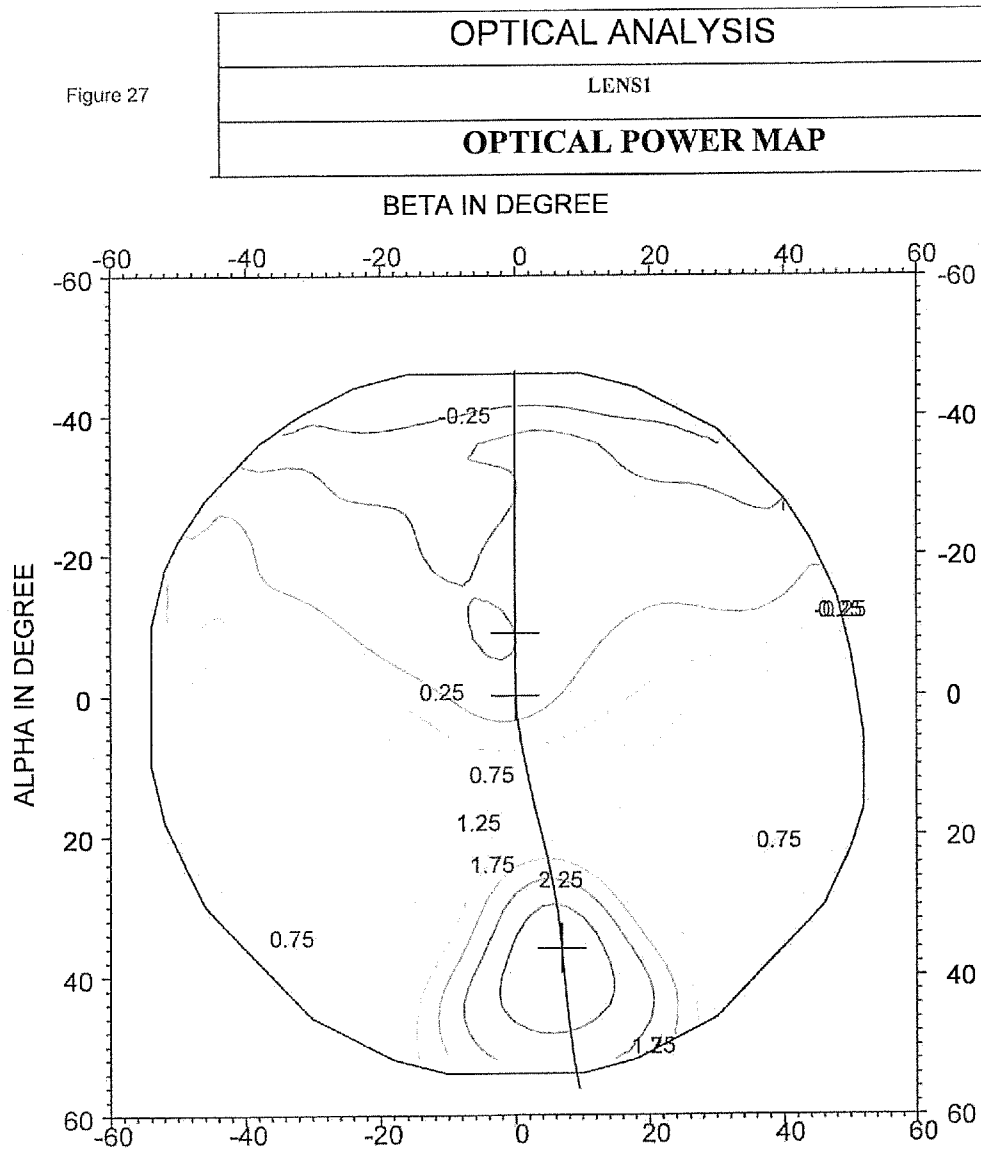 OPTICAL ANALYSIS
Figure 27
LENS1
OPTICAL POWER MAP
BETA IN DEGREE
-60 -40 -20 0 20 40 60
-60 -60
-0.25
-40 -40
-20 -20
0.25
0 0
ALPHA IN DEGREE
0.75
1.25
0.75
20 20
1.75
2.25
0.75
40 40
60 60
-60 -40 -20 0 20 40 60